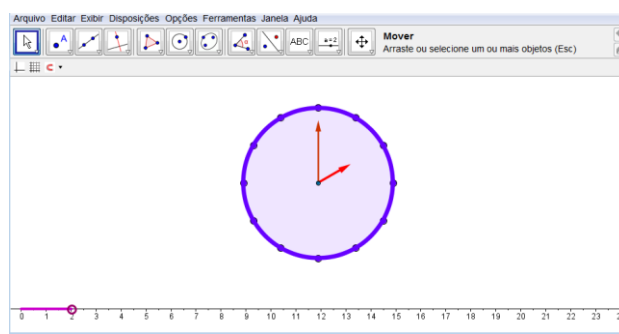 Arquivo Editar Exibir Disposições Opções Ferramentas Janela Ajuda
A ABC a=2 Mover
Arraste ou selecione um ou mais objetos (Esc)
0 1 2 3 4 5 6 7 8 9 10 11 12 13 14 15 16 17 18 19 20 21 22 23